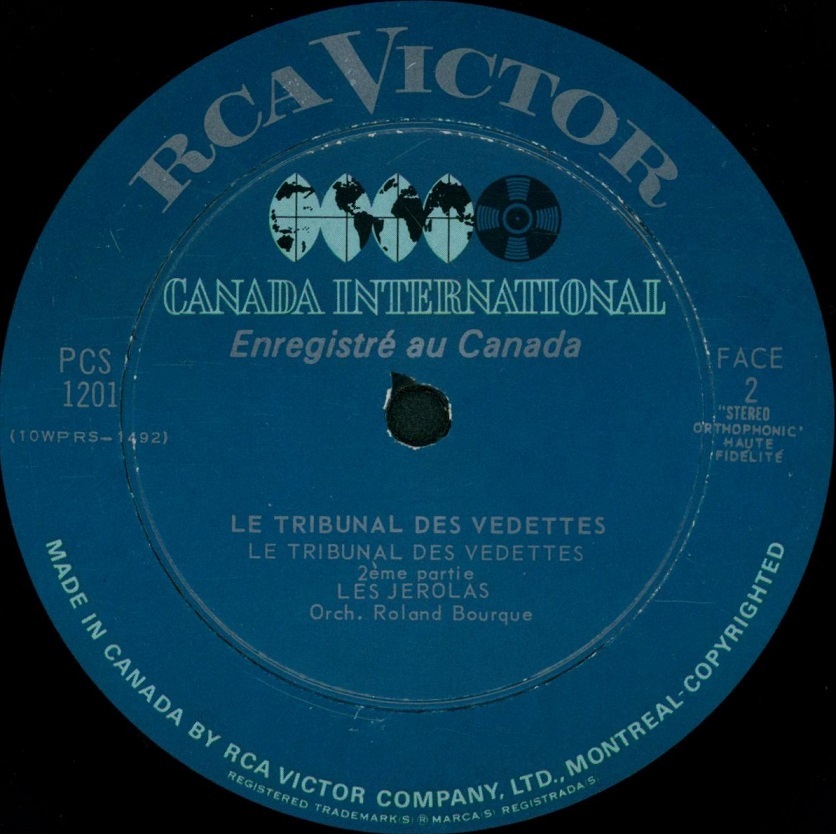 RCA VICTOR
CANADA INTERNATIONAL
Enregistré au Canada
PCS
1201
(10WPRS-1492)
FACE
2
"STEREO
ORTHOPHONIC"
HAUTE
FIDELITÉ
LE TRIBUNAL DES VEDETTES
LE TRIBUNAL DES VEDETTES
2ème partie
LES JEROLAS
Orch. Roland Bourque
MADE IN CANADA BY RCA VICTOR COMPANY, LTD., MONTREAL-COPYRIGHTED
REGISTERED TRADEMARK(S) ® MARCA(S) REGISTRADA(S)